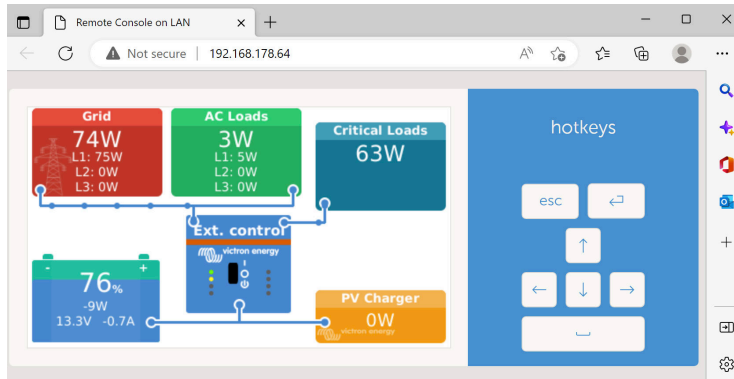 Remote Console on LAN
Not secure
192.168.178.64
Grid
74W
L1: 75W
L2: 0W
L3: 0W
AC Loads
3W
L1: 5W
L2: 0W
L3: 0W
Critical Loads
63W
Ext. control
victron energy
76%
-9W
13.3V -0.7A
PV Charger
0W
victron energy
hotkeys
esc